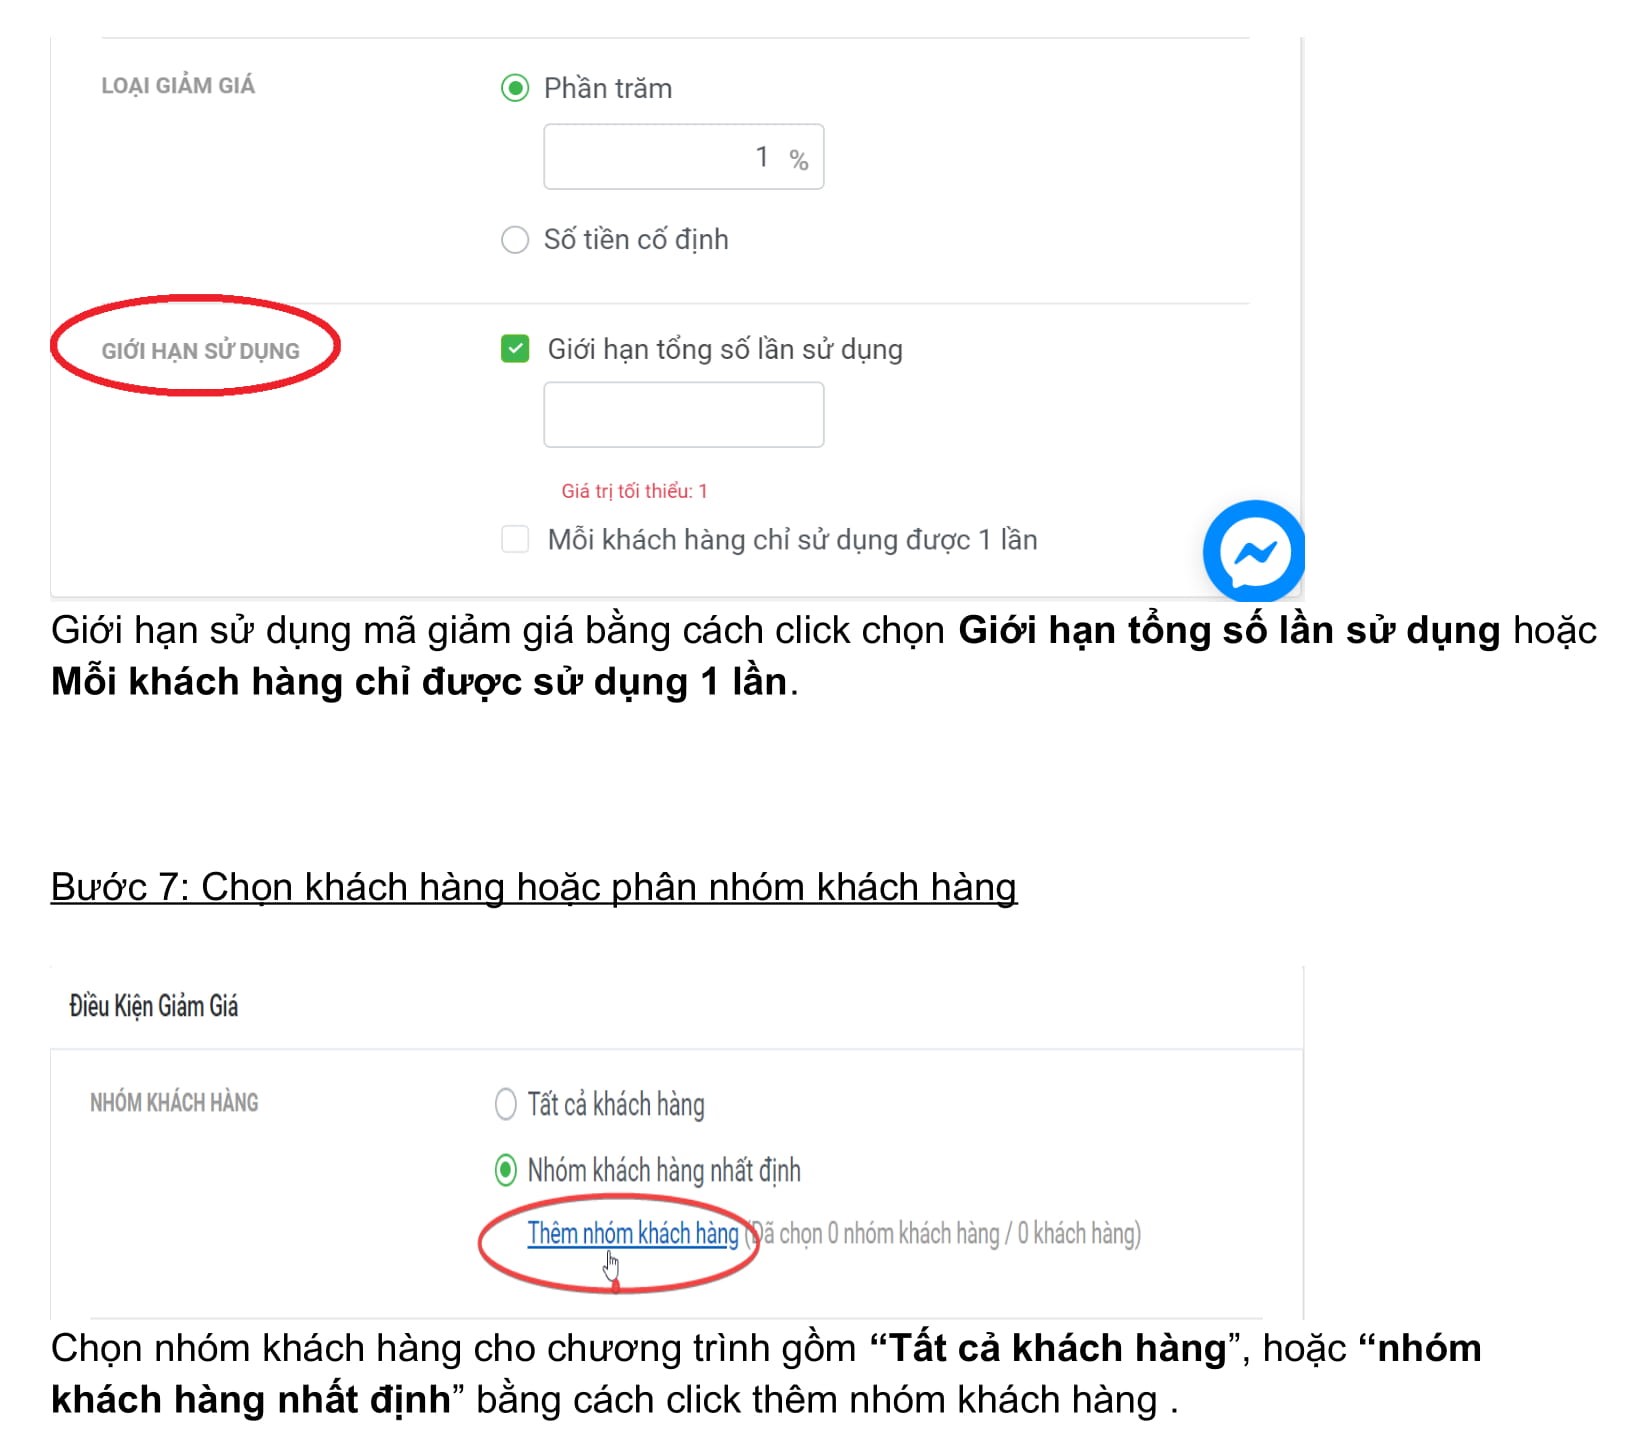 LOẠI GIẢM GIÁ
Phần trăm
1 %
Số tiền cố định
GIỚI HẠN SỬ DỤNG
Giới hạn tổng số lần sử dụng
Giá trị tối thiểu: 1
Mỗi khách hàng chỉ sử dụng được 1 lần
Giới hạn sử dụng mã giảm giá bằng cách click chọn Giới hạn tổng số lần sử dụng hoặc
Mỗi khách hàng chỉ được sử dụng 1 lần.
Bước 7: Chọn khách hàng hoặc phân nhóm khách hàng
Điều Kiện Giảm Giá
NHÓM KHÁCH HÀNG
Tất cả khách hàng
Nhóm khách hàng nhất định
Thêm nhóm khách hàng (Đã chọn 0 nhóm khách hàng / 0 khách hàng)
Chọn nhóm khách hàng cho chương trình gồm “Tất cả khách hàng”, hoặc “nhóm
khách hàng nhất định” bằng cách click thêm nhóm khách hàng .